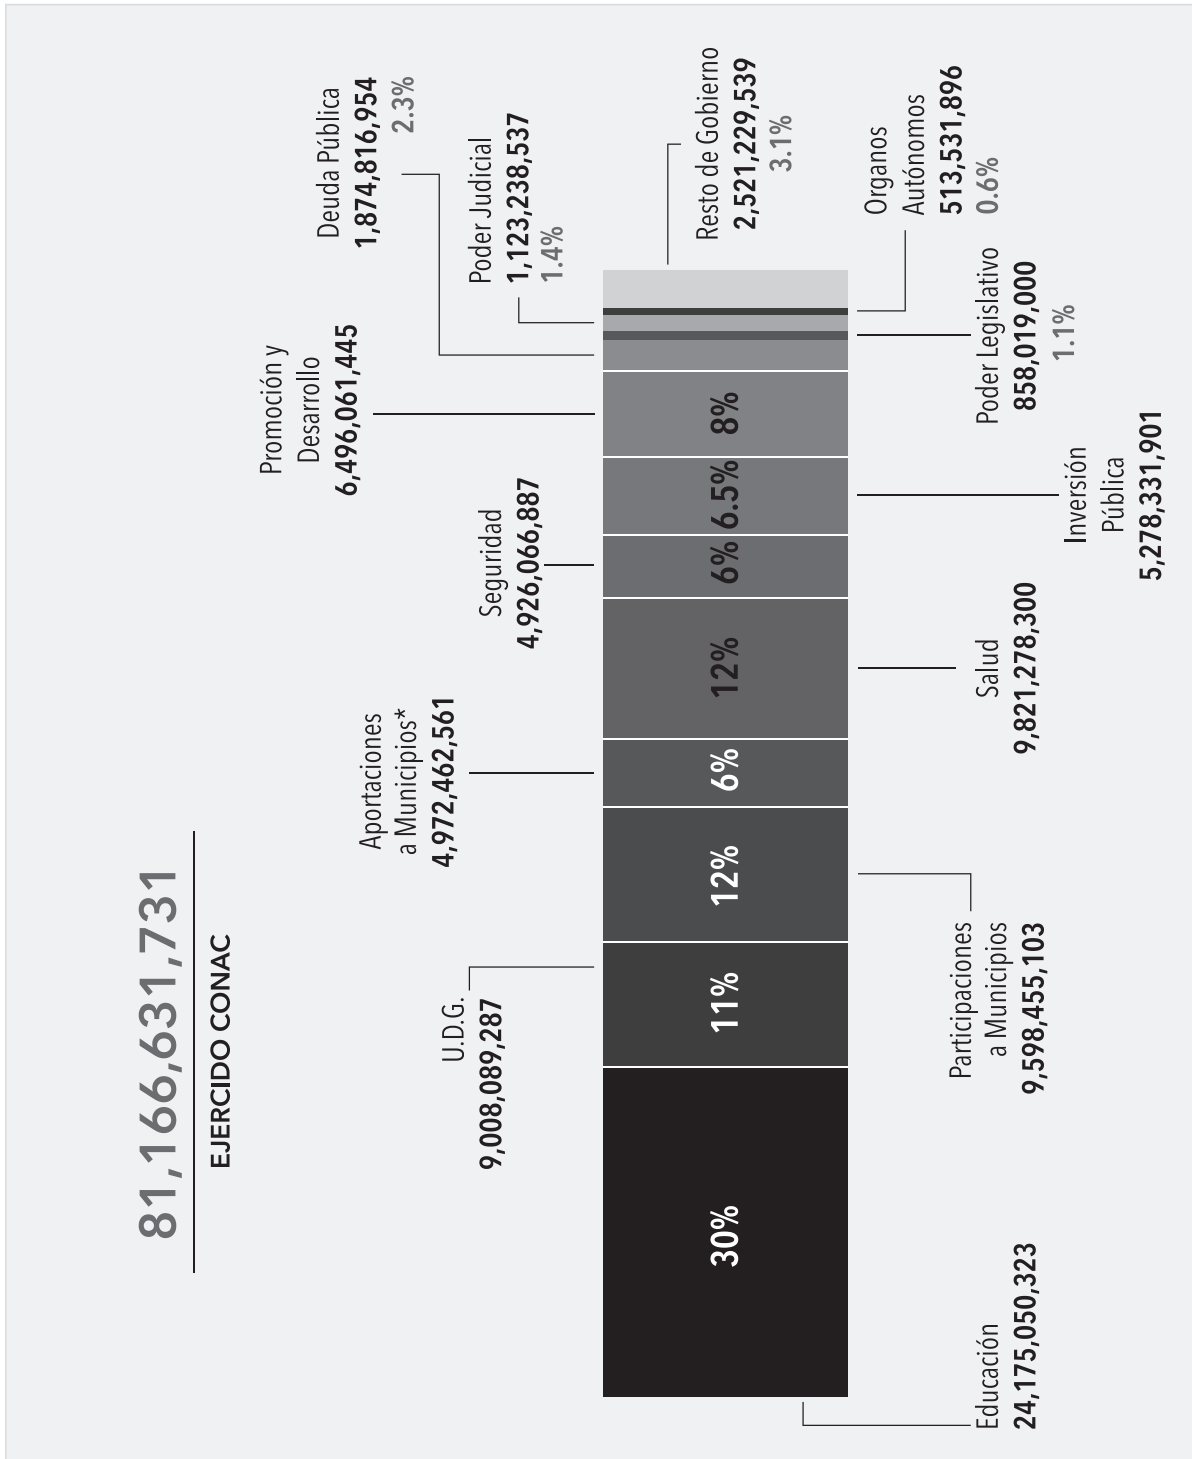 81,166,631,731
EJERCIDO CONAC
U.D.G.
9,008,089,287
Aportaciones
a Municipios*
4,972,462,561
Seguridad
4,926,066,887
Promoción y
Desarrollo
6,496,061,445
Deuda Pública
1,874,816,954
2.3%
Poder Judicial
1,123,238,537
1.4%
30%
11%
12%
6%
12%
6%
6.5%
8%
Resto de Gobierno
2,521,229,539
3.1%
Organos
Autónomos
513,531,896
0.6%
Educación
24,175,050,323
Participaciones
a Municipios
9,598,455,103
Salud
9,821,278,300
Inversión
Pública
5,278,331,901
Poder Legislativo
858,019,000
1.1%